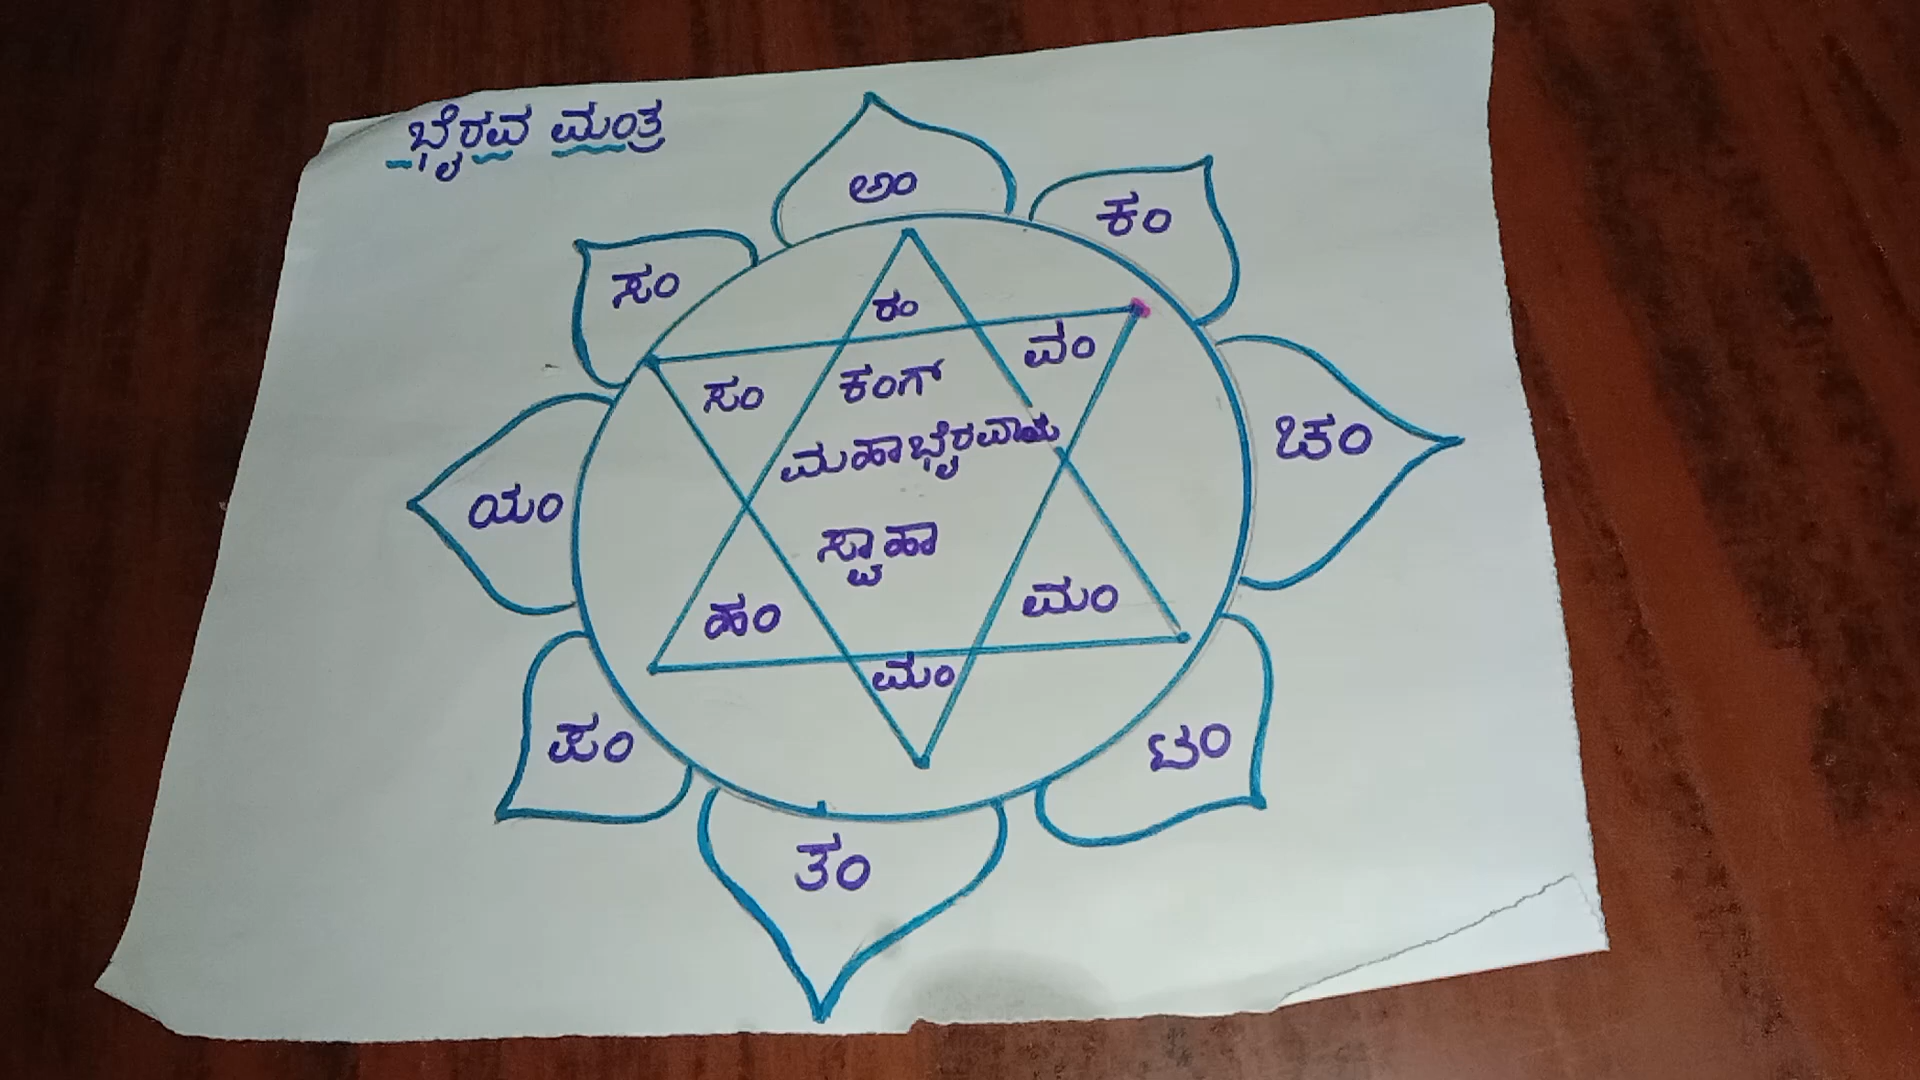 ಭೈರವ ಮಂತ್ರ
ಅಂ
ಕಂ
ಸಂ
ರಂ
ವಂ
ಸಂ
ಕಂಗ್
ಮಹಾಭೈರವಾಯ
ಚಂ
ಯಂ
ಸ್ವಾಹಾ
ಹಂ
ಮಂ
ಮಂ
ಪಂ
ಟಂ
ತಂ